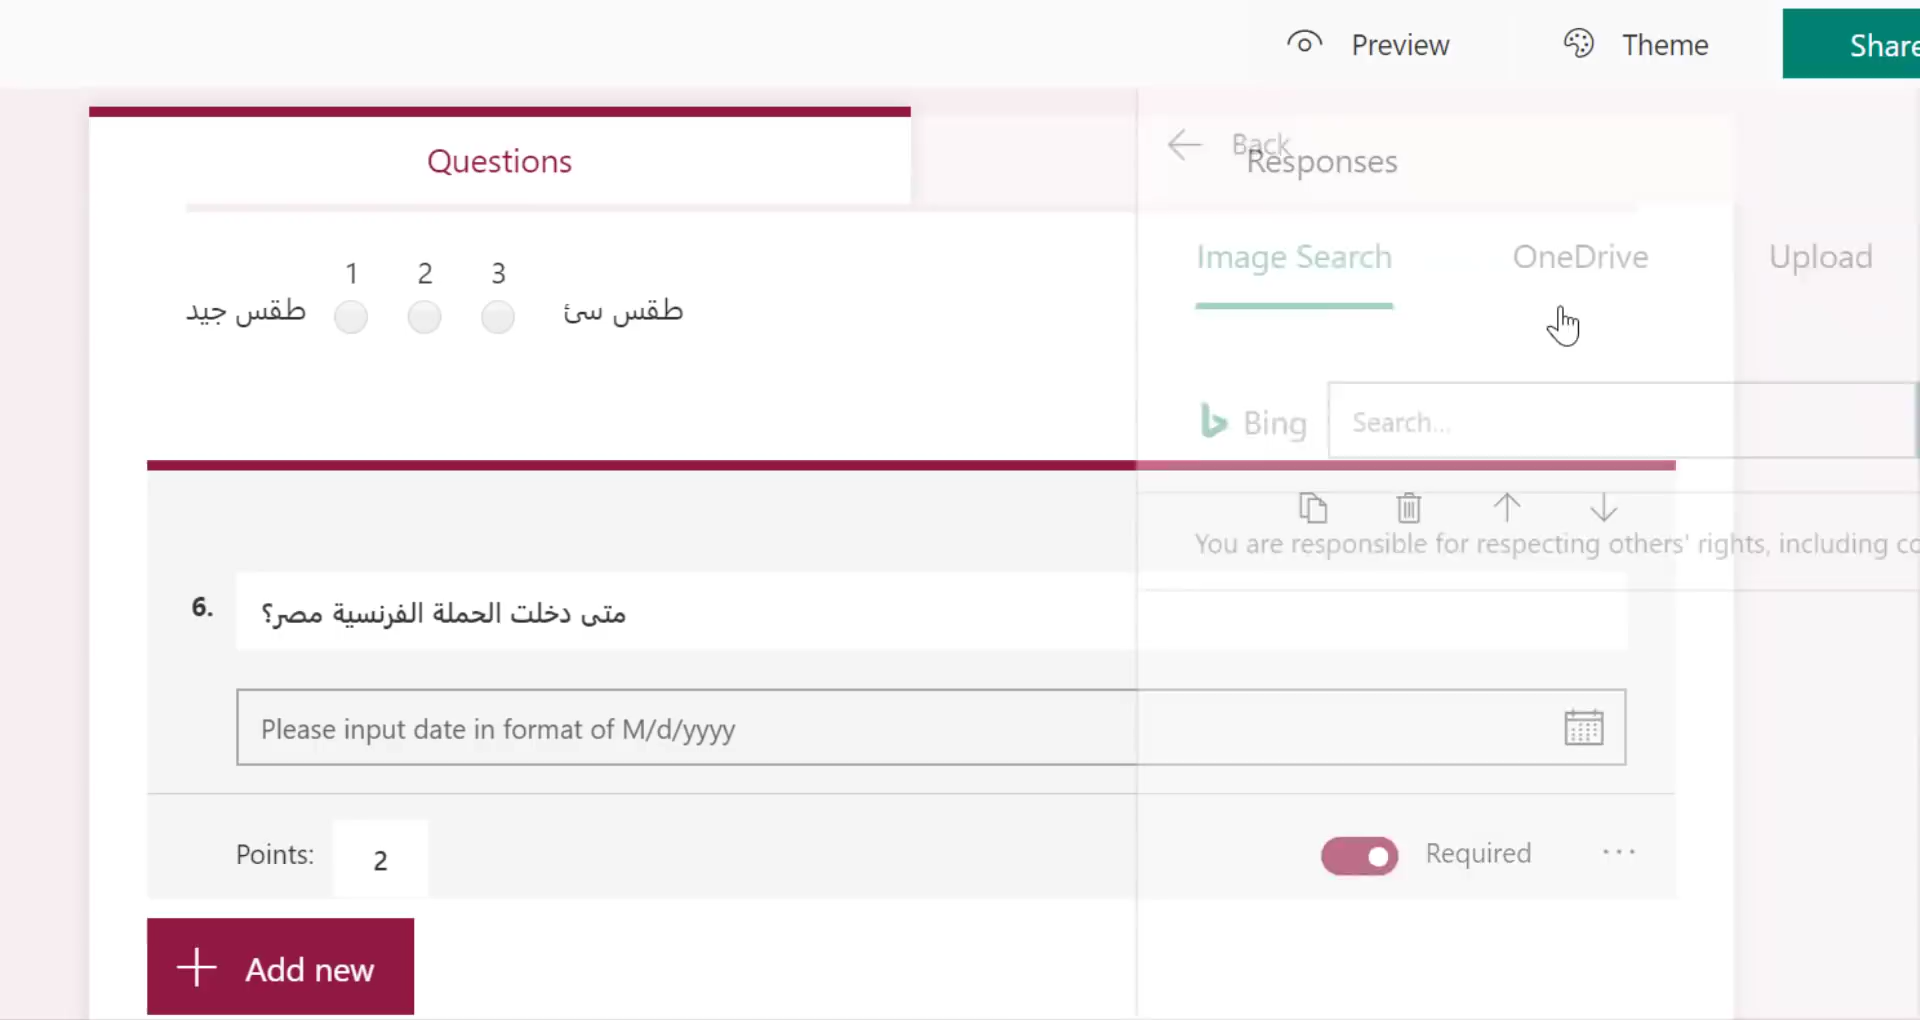 Preview
Theme
Share
Questions
Back
Responses
Image Search
OneDrive
Upload
1 2 3
طقس جيد
طقس سئ
Bing
Search...
You are responsible for respecting others' rights, including
6. متى دخلت الحملة الفرنسية مصر؟
Please input date in format of M/d/yyyy
Points: 2
Required
Add new